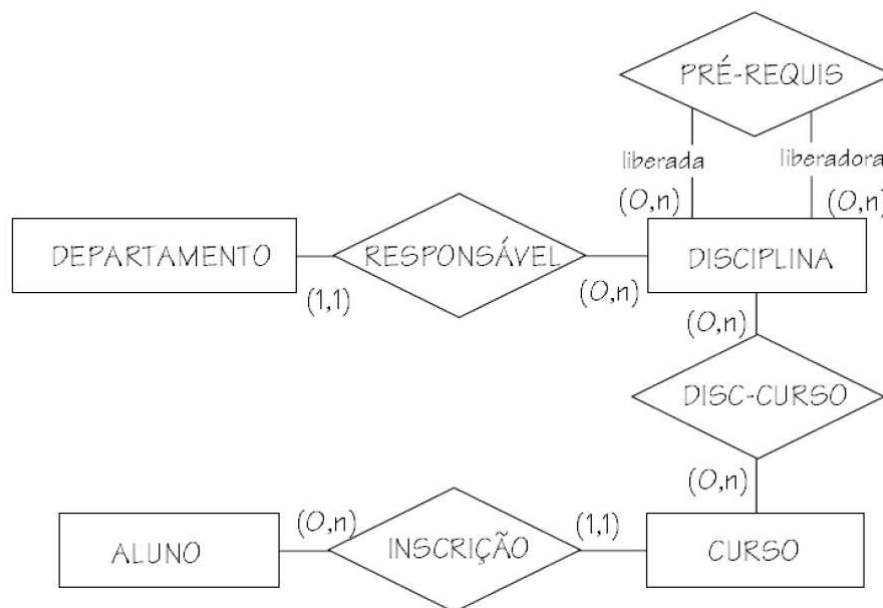 PRÉ-REQUIS
liberada
liberadora
(0,n)
(0,n)
DEPARTAMENTO
RESPONSÁVEL
DISCIPLINA
(1,1)
(0,n)
(0,n)
DISC-CURSO
(0,n)
(0,n)
(1,1)
ALUNO
INSCRIÇÃO
CURSO